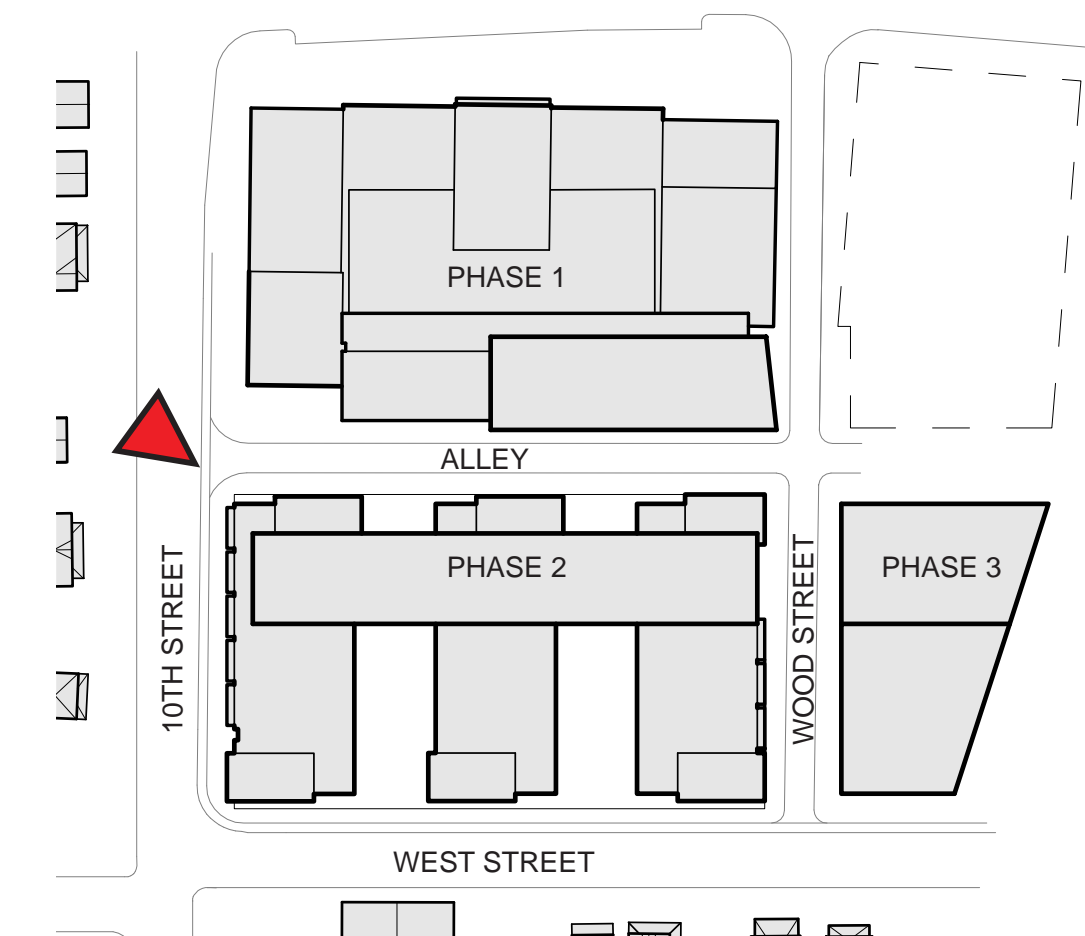 PHASE 1
ALLEY
PHASE 2
PHASE 3
10TH STREET
WOOD STREET
WEST STREET